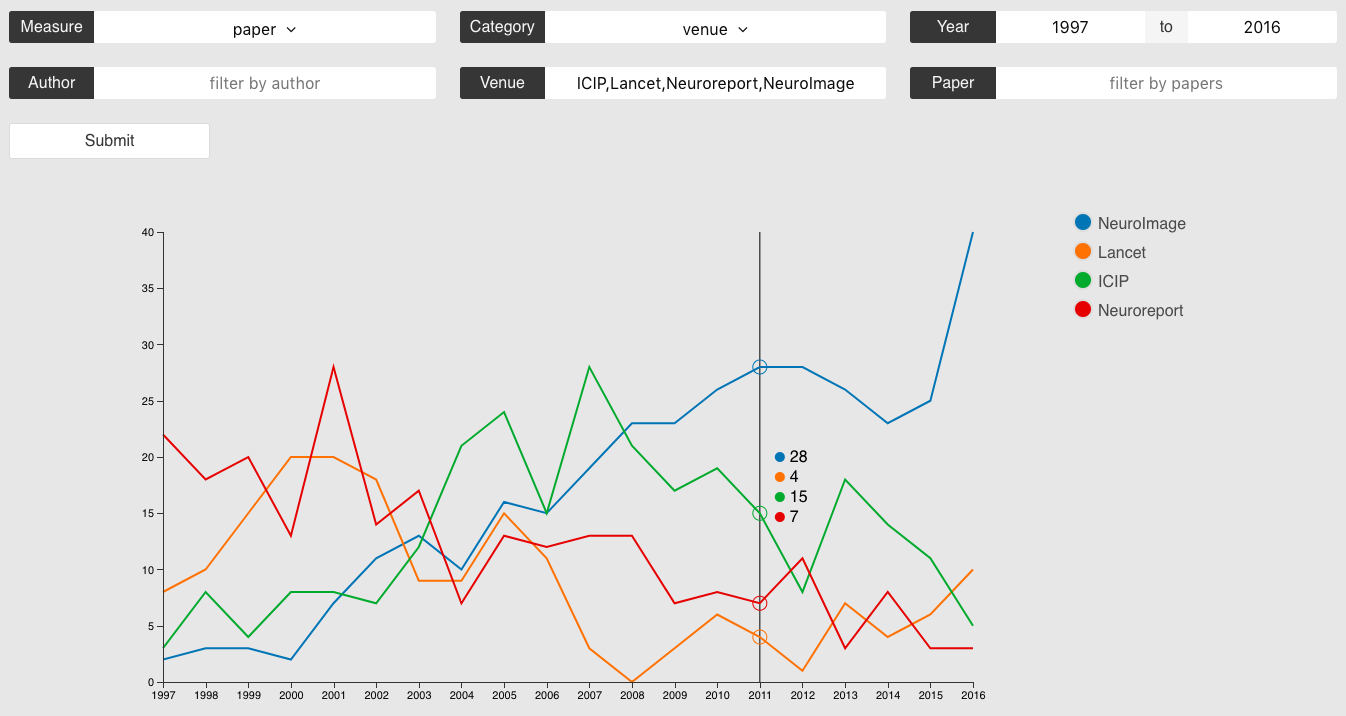 Measure paper Category venue Year 1997 to 2016
Author filter by author Venue ICIP,Lancet,Neuroreport,NeuroImage Paper filter by papers
Submit
NeuroImage
Lancet
ICIP
Neuroreport
40
35
30
25
20
15
10
5
0
28
4
15
7
1997 1998 1999 2000 2001 2002 2003 2004 2005 2006 2007 2008 2009 2010 2011 2012 2013 2014 2015 2016